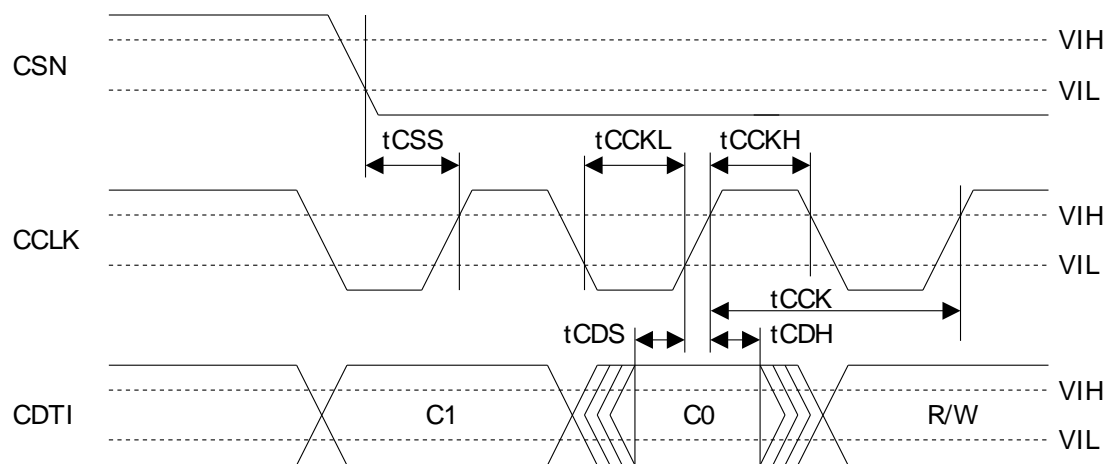 CSN
VIH
VIL
tCSS
tCCKL
tCCKH
CCLK
VIH
VIL
tCCK
tCDS
tCDH
CDTI
C1
C0
R/W
VIH
VIL